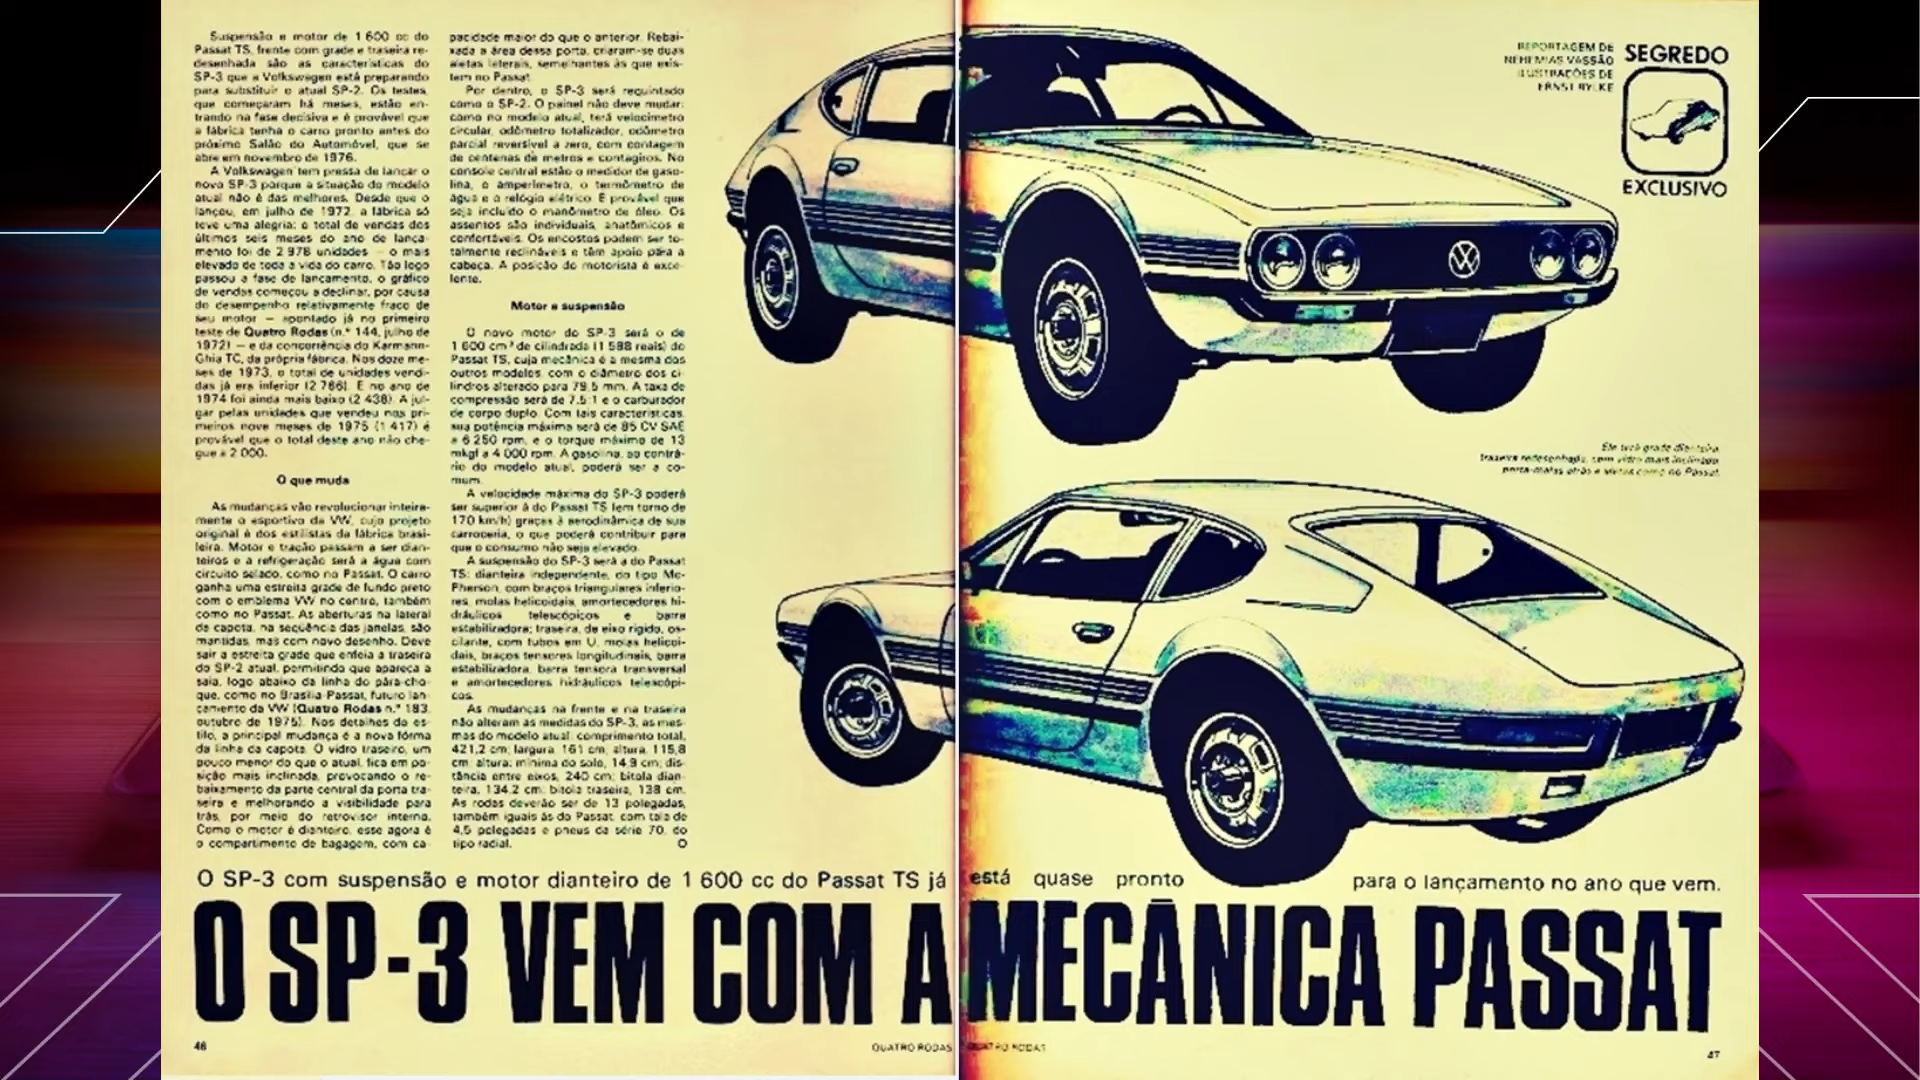 Suspensão e motor de 1 600 cc do
Passat TS, frente com grade e traseira re-
desenhada são as características do
SP-3 que a Volkswagen está preparando
para substituir o atual SP-2. Os testes,
que começaram há meses, estão en-
trando na fase decisiva e é provável que
a fábrica tenha o carro pronto antes do
próximo Salão do Automóvel, que se
abre em novembro de 1976.
A Volkswagen tem pressa de lançar o
novo SP-3 porque a situação do modelo
atual não é das melhores. Desde que o
lançou, em julho de 1972, a fábrica só
teve uma alegria: o total de vendas dos
últimos seis meses do ano de lança-
mento foi de 2 978 unidades — o mais
elevado de toda a vida do carro. Tão logo
passou a fase de lançamento, o gráfico
de vendas começou a declinar, por causa
do desempenho relativamente fraco de
seu motor — apontado já no primeiro
teste de Quatro Rodas (n.º 144, julho de
1972) — e da concorrência do Karmann-
Ghia TC, da própria fábrica. Nos doze me-
ses de 1973, o total de unidades vendi-
das já era inferior (2 766). E no ano de
1974 foi ainda mais baixo (2 438). A jul-
gar pelas unidades que vendeu nos pri-
meiros nove meses de 1975 (1 417) é
provável que o total deste ano não che-
gue a 2 000.
O que muda
As mudanças vão revolucionar inteira-
mente o esportivo da VW, cujo projeto
original é dos estilistas da fábrica brasi-
leira. Motor e tração passam a ser dian-
teiros e a refrigeração será a água com
circuito selado, como no Passat. O carro
ganha uma estreita grade de fundo preto
com o emblema VW no centro, também
como no Passat. As aberturas na lateral
da capota, na seqüência das janelas, são
mantidas, mas com novo desenho. Deve
sair a estreita grade que enfeia a traseira
do SP-2 atual, permitindo que apareça a
saia, logo abaixo da linha do pára-cho-
que, como no Brasília-Passat, futuro lan-
çamento da VW (Quatro Rodas n.º 183,
outubro de 1975). Nos detalhes do es-
tilo, a principal mudança é a nova forma
da linha da capota. O vidro traseiro, um
pouco menor do que o atual, fica em po-
sição mais inclinada, provocando o re-
baixamento da parte central da porta tra-
seira e melhorando a visibilidade para
trás, por meio do retrovisor interno.
Como o motor é dianteiro, esse agora é
o compartimento de bagagem, com ca-
pacidade maior do que o anterior. Rebai-
xada a área dessa porta, criaram-se duas
aletas laterais, semelhantes às que exis-
tem no Passat.
Por dentro, o SP-3 será requintado
como o SP-2. O painel não deve mudar:
como no modelo atual, terá velocímetro
circular, odômetro totalizador, odômetro
parcial reversível a zero, com contagem
de centenas de metros e contagiros. No
console central estão o medidor de gaso-
lina, o amperímetro, o termômetro de
água e o relógio elétrico. É provável que
seja incluído o manômetro de óleo. Os
assentos são individuais, anatômicos e
confortáveis. Os encostos podem ser to-
talmente reclináveis e têm apoio para a
cabeça. A posição do motorista é exce-
lente.
Motor e suspensão
O novo motor do SP-3 será o de
1 600 cm³ de cilindrada (1 588 reais) do
Passat TS, cuja mecânica é a mesma dos
outros modelos, com o diâmetro dos ci-
lindros alterado para 79,5 mm. A taxa de
compressão será de 7,5:1 e o carburador
de corpo duplo. Com tais características,
sua potência máxima será de 85 CV SAE
a 6 250 rpm, e o torque máximo de 13
mkgf a 4 000 rpm. A gasolina, ao contrá-
rio do modelo atual, poderá ser a co-
mum.
A velocidade máxima do SP-3 poderá
ser superior à do Passat TS (em torno de
170 km/h) graças à aerodinâmica de sua
carroceria, o que poderá contribuir para
que o consumo não seja elevado.
A suspensão do SP-3 será a do Passat
TS: dianteira independente, do tipo Mc-
Pherson, com braços triangulares inferio-
res, molas helicoidais, amortecedores hi-
dráulicos telescópicos e barra
estabilizadora; traseira, de eixo rígido, os-
cilante, com tubos em U, molas helicoi-
dais, braços tensores longitudinais, barra
estabilizadora, barra tensora transversal
e amortecedores hidráulicos telescópi-
cos.
As mudanças na frente e na traseira
não alteram as medidas do SP-3, as mes-
mas do modelo atual: comprimento total,
421,2 cm; largura, 161 cm; altura, 115,8
cm; altura: mínima do solo, 14,9 cm; dis-
tância entre eixos, 240 cm; bitola dian-
teira, 134,2 cm; bitola traseira, 138 cm.
As rodas deverão ser de 13 polegadas,
também iguais às do Passat, com tala de
4,5 polegadas e pneus da série 70, do
tipo radial.
REPORTAGEM DE
NEHEMIAS VASSÃO
ILUSTRAÇÕES DE
ERNST RYLKE
SEGREDO
EXCLUSIVO
Ele terá grade dianteira,
traseira redesenhada, com vidro mais inclinado,
porta-malas atrás e aletas como no Passat.
O SP-3 com suspensão e motor dianteiro de 1 600 cc do Passat TS já está quase pronto para o lançamento no ano que vem.
O SP-3 VEM COM A MECÂNICA PASSAT
46
QUATRO RODAS
QUATRO RODAS
47